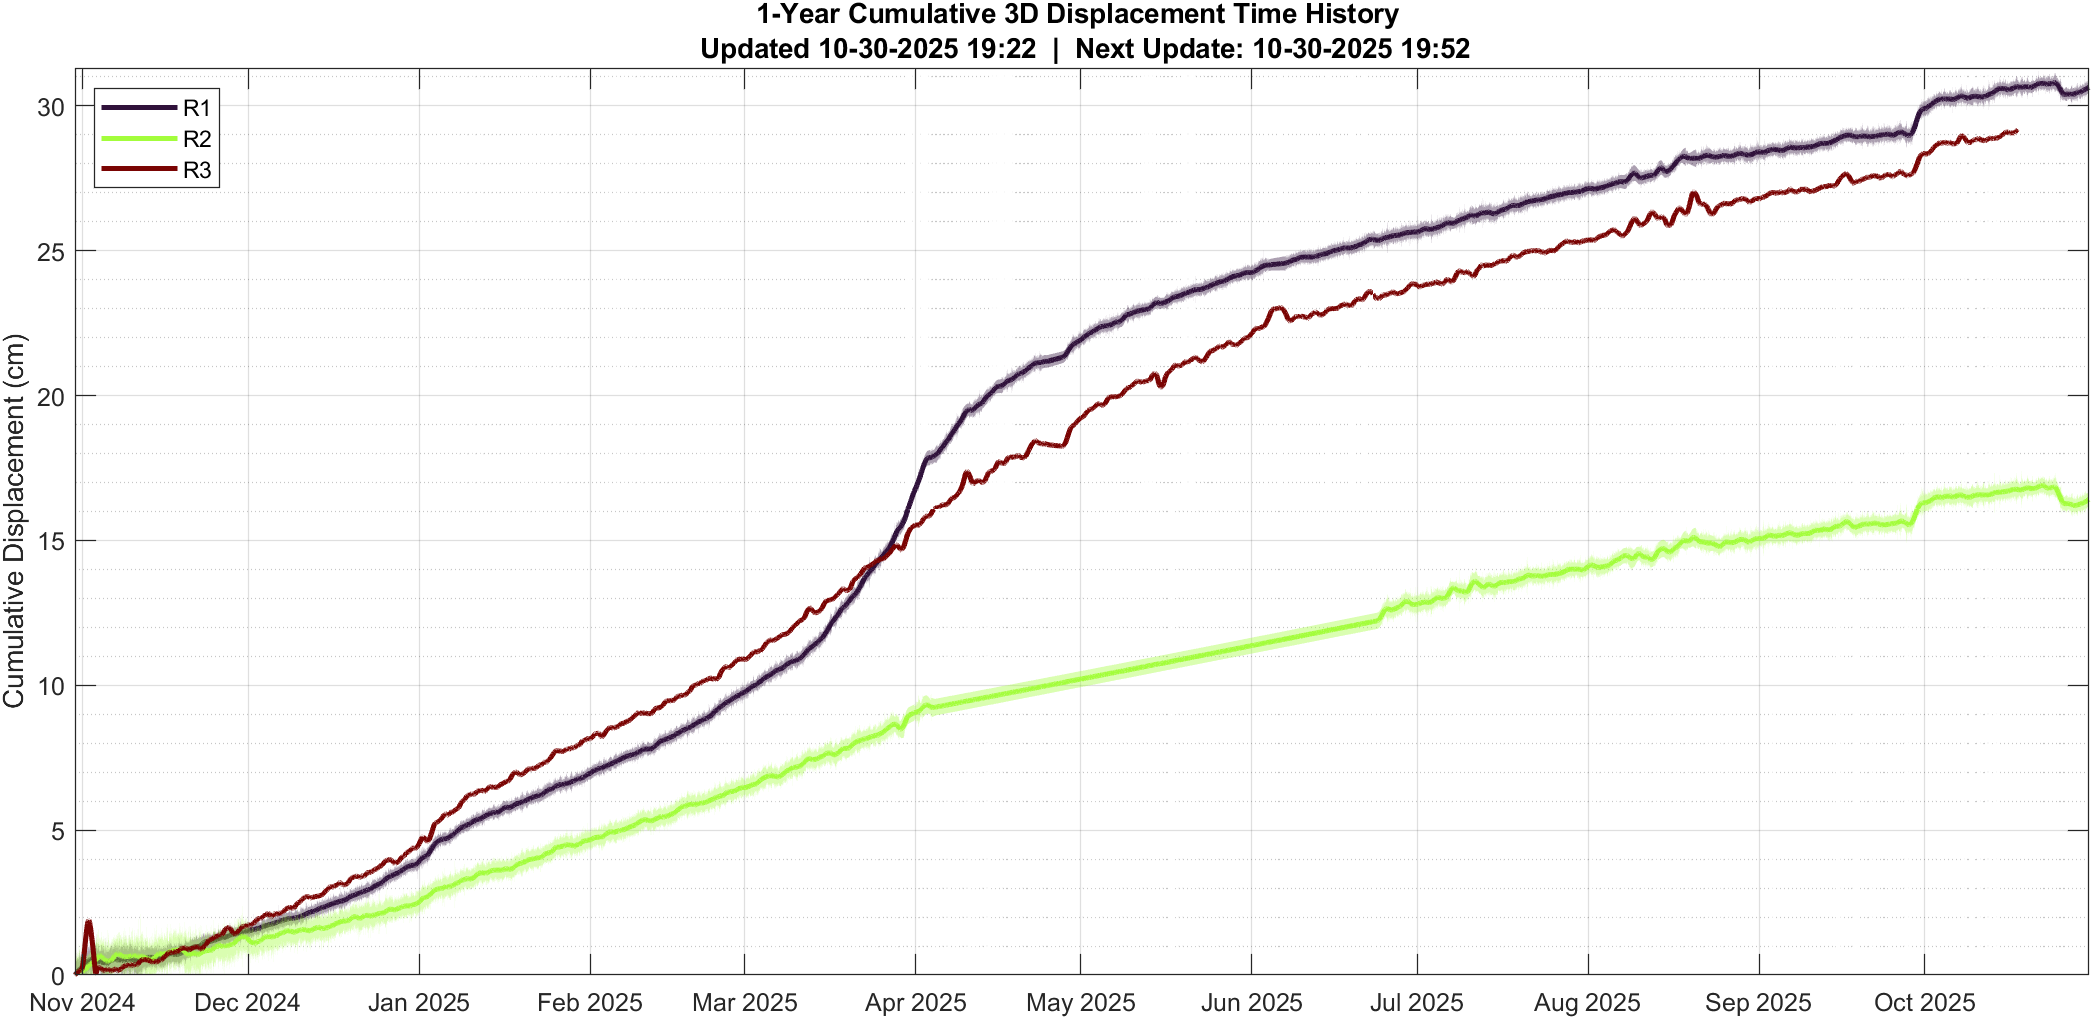 1-Year Cumulative 3D Displacement Time History
Updated 10-30-2025 19:22 | Next Update: 10-30-2025 19:52
R1
R2
R3
Cumulative Displacement (cm)
30
25
20
15
10
5
0
Nov 2024 Dec 2024 Jan 2025 Feb 2025 Mar 2025 Apr 2025 May 2025 Jun 2025 Jul 2025 Aug 2025 Sep 2025 Oct 2025